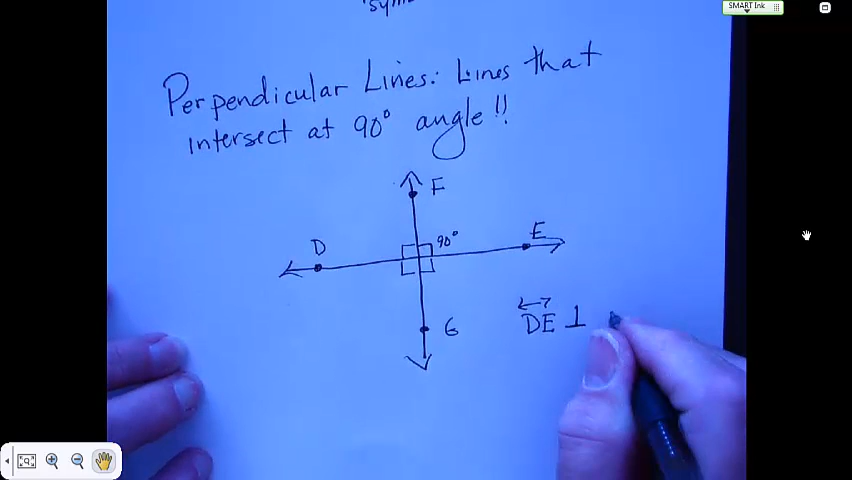 SMART Ink
Perpendicular Lines: Lines that
intersect at 90° angle!!
F
D
90°
E
G
DE ⊥